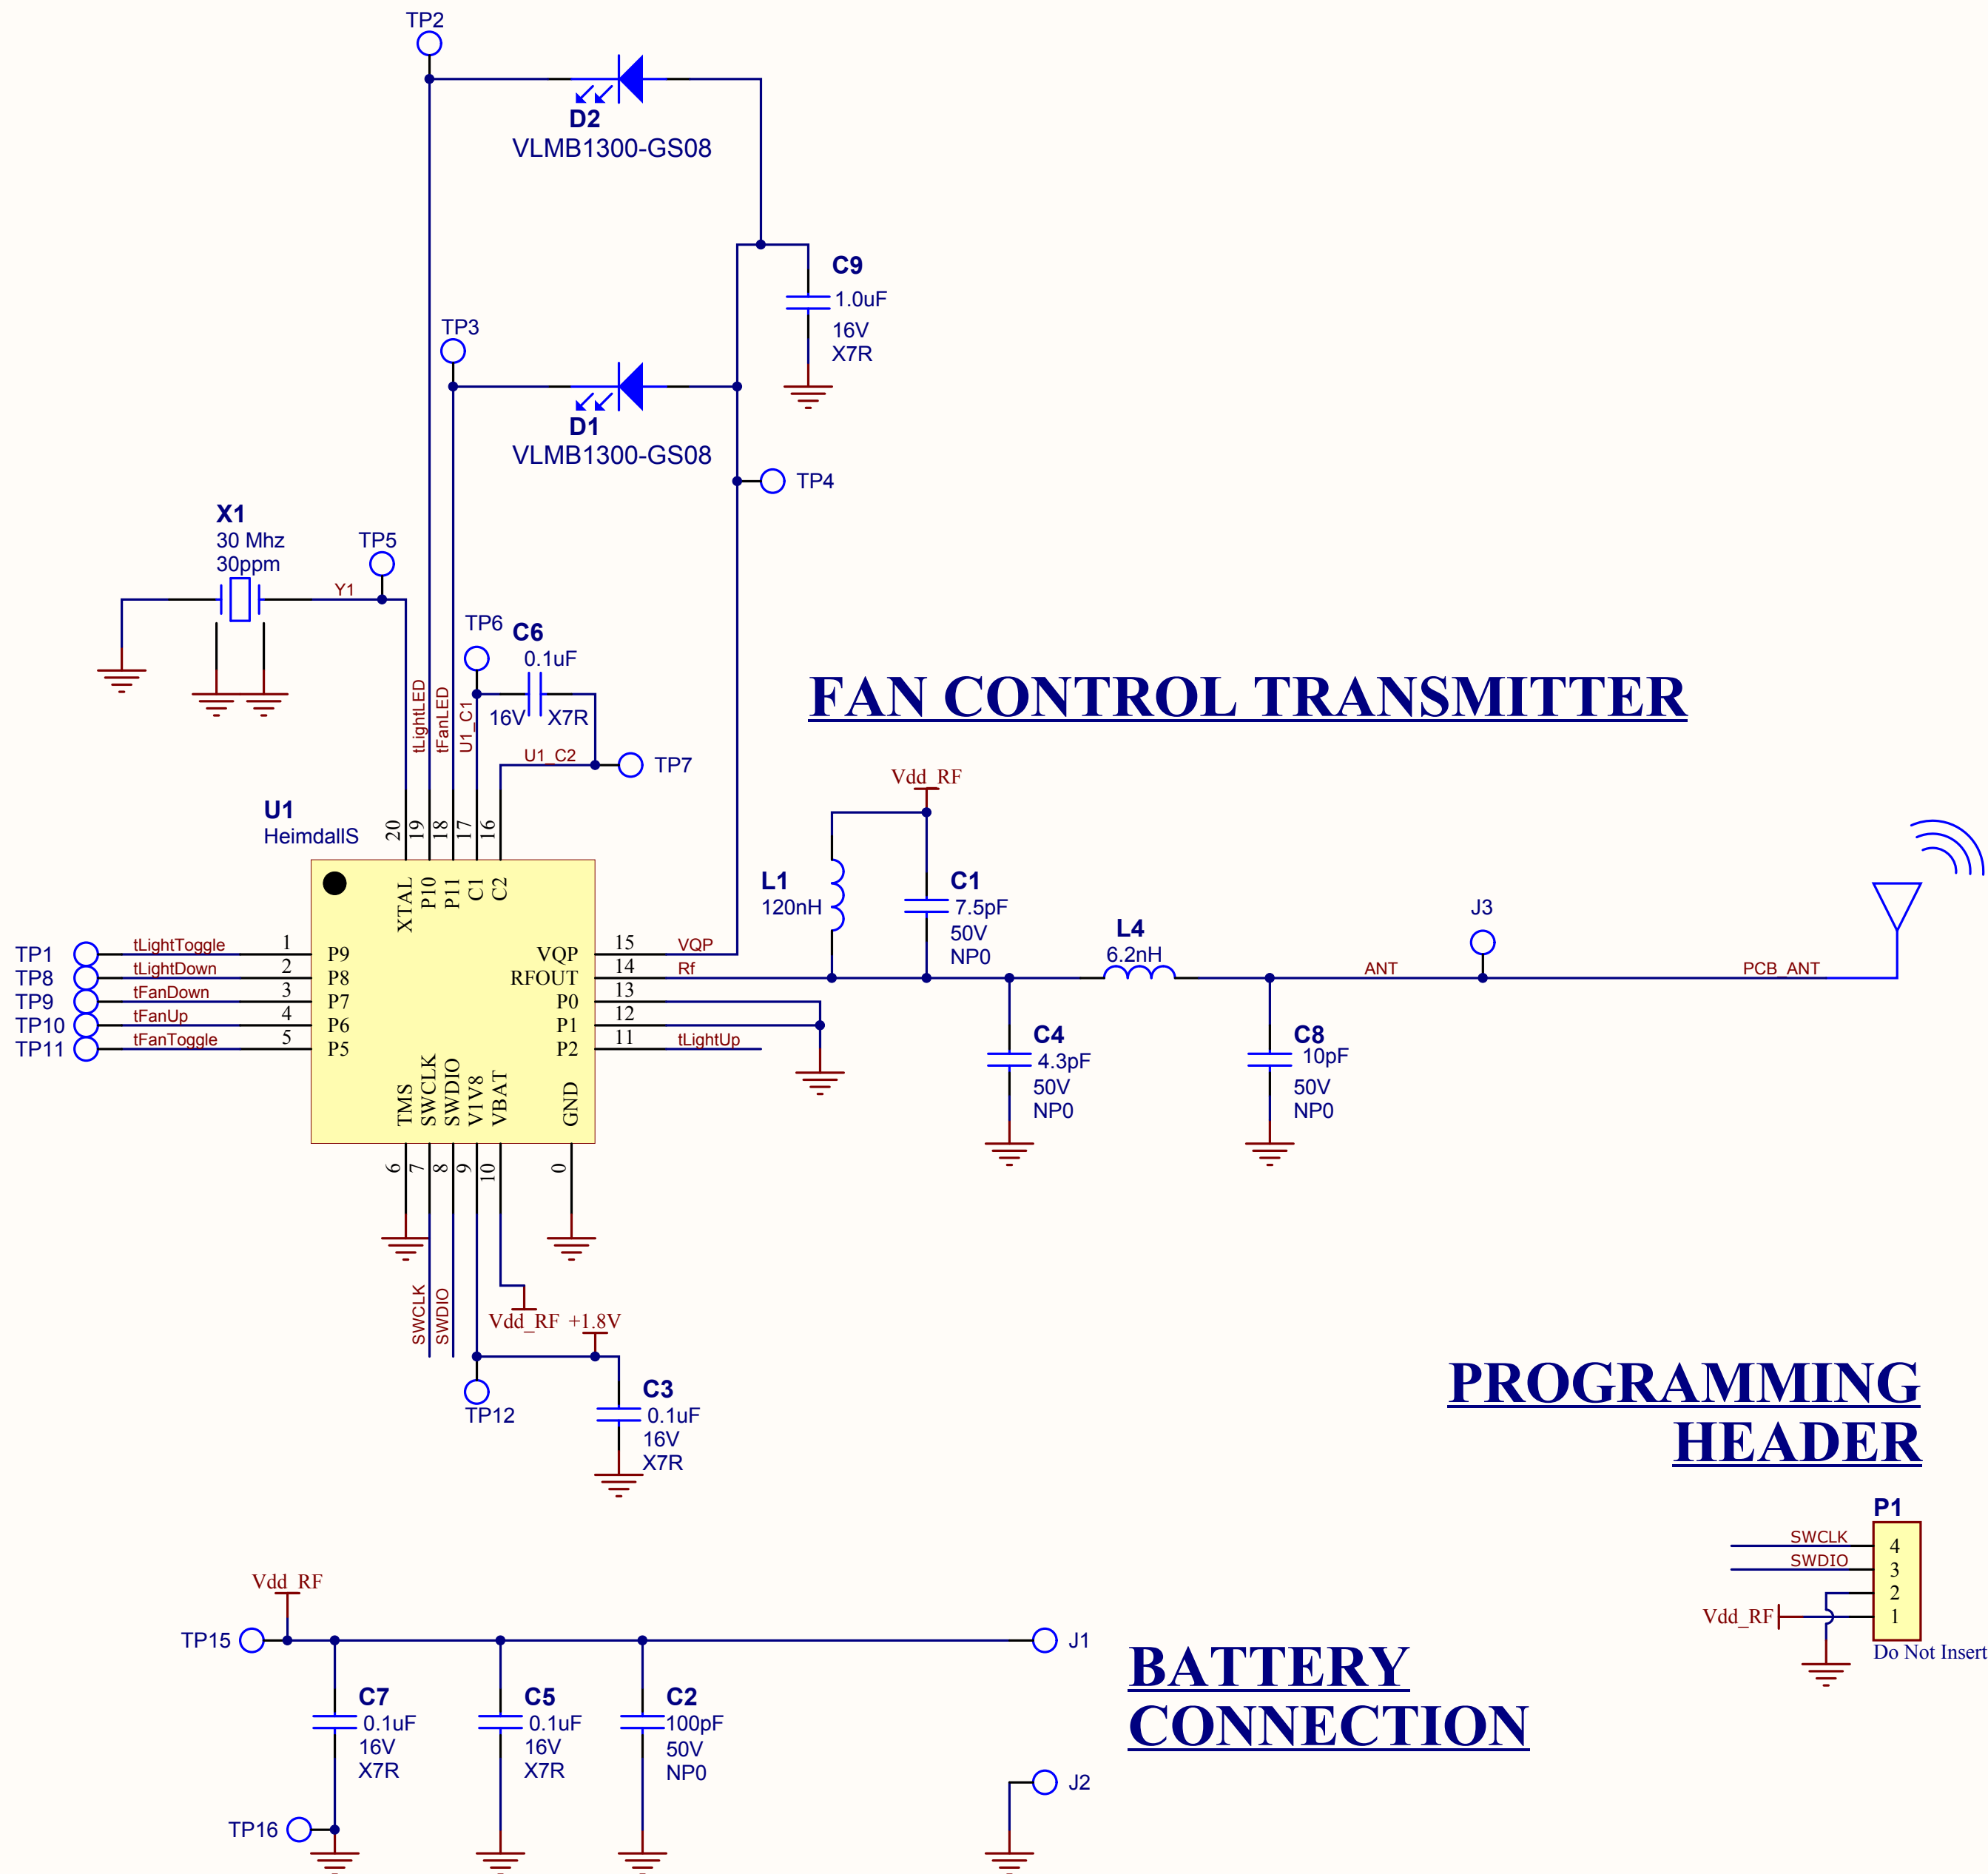 TP2
D2
VLMB1300-GS08
C9
1.0uF
16V
X7R
TP3
D1
VLMB1300-GS08
TP4
X1
30 Mhz
30ppm
TP5
Y1
TP6
C6
0.1uF
16V
X7R
tLightLED
tFanLED
U1_C1
U1_C2
TP7
FAN CONTROL TRANSMITTER
U1
HeimdallS
20
19
18
17
16
XTAL
P10
P11
C1
C2
TP1
tLightToggle
1
P9
TP8
tLightDown
2
P8
TP9
tFanDown
3
P7
TP10
tFanUp
4
P6
TP11
tFanToggle
5
P5
VQP
15
VQP
RFOUT
14
Rf
P0
13
P1
12
P2
11
tLightUp
TMS
SWCLK
SWDIO
V1V8
VBAT
GND
6
7
8
9
10
0
SWCLK
SWDIO
Vdd_RF
+1.8V
TP12
C3
0.1uF
16V
X7R
Vdd_RF
L1
120nH
C1
7.5pF
50V
NP0
L4
6.2nH
C4
4.3pF
50V
NP0
C8
10pF
50V
NP0
ANT
J3
PCB_ANT
PROGRAMMING
HEADER
P1
SWCLK
4
SWDIO
3
2
Vdd_RF
1
Do Not Insert
Vdd_RF
TP15
C7
0.1uF
16V
X7R
TP16
C5
0.1uF
16V
X7R
C2
100pF
50V
NP0
J1
J2
BATTERY
CONNECTION